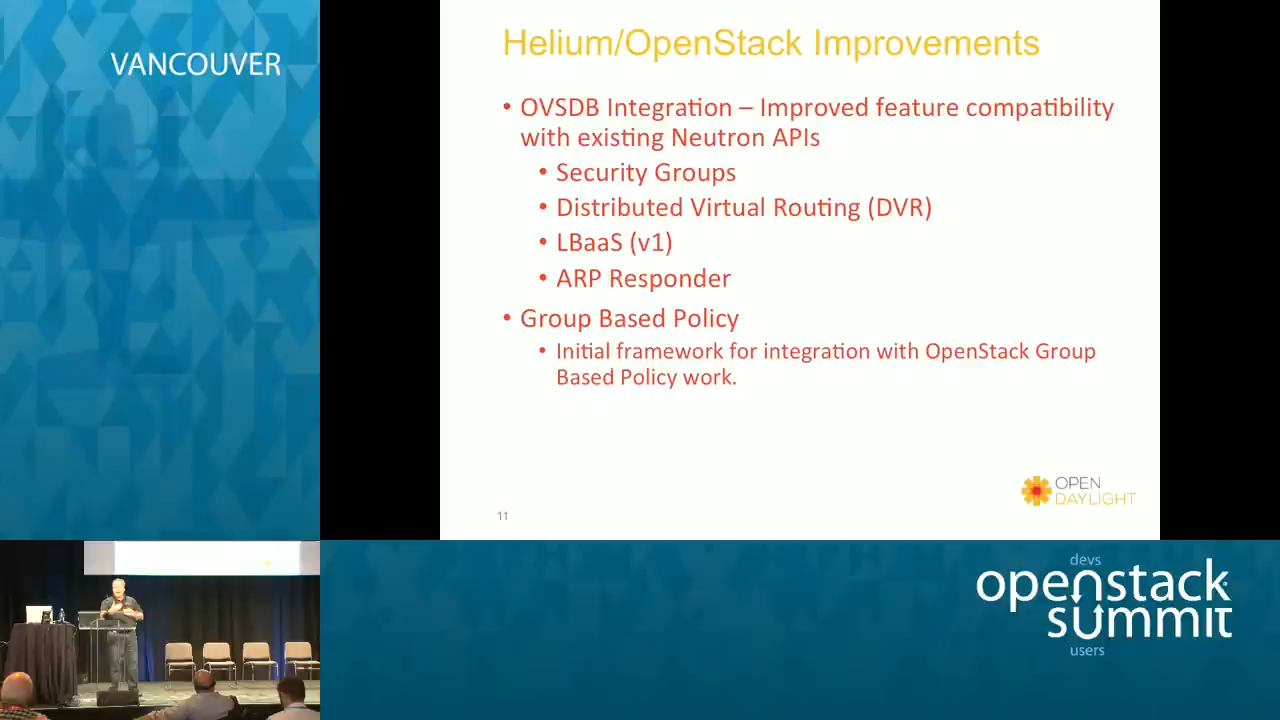 VANCOUVER
Helium/OpenStack Improvements
• OVSDB Integration – Improved feature compatibility
with existing Neutron APIs
• Security Groups
• Distributed Virtual Routing (DVR)
• LBaaS (v1)
• ARP Responder
• Group Based Policy
• Initial framework for integration with OpenStack Group
Based Policy work.
OPEN
DAYLIGHT
11
devs
openstack
summit
users